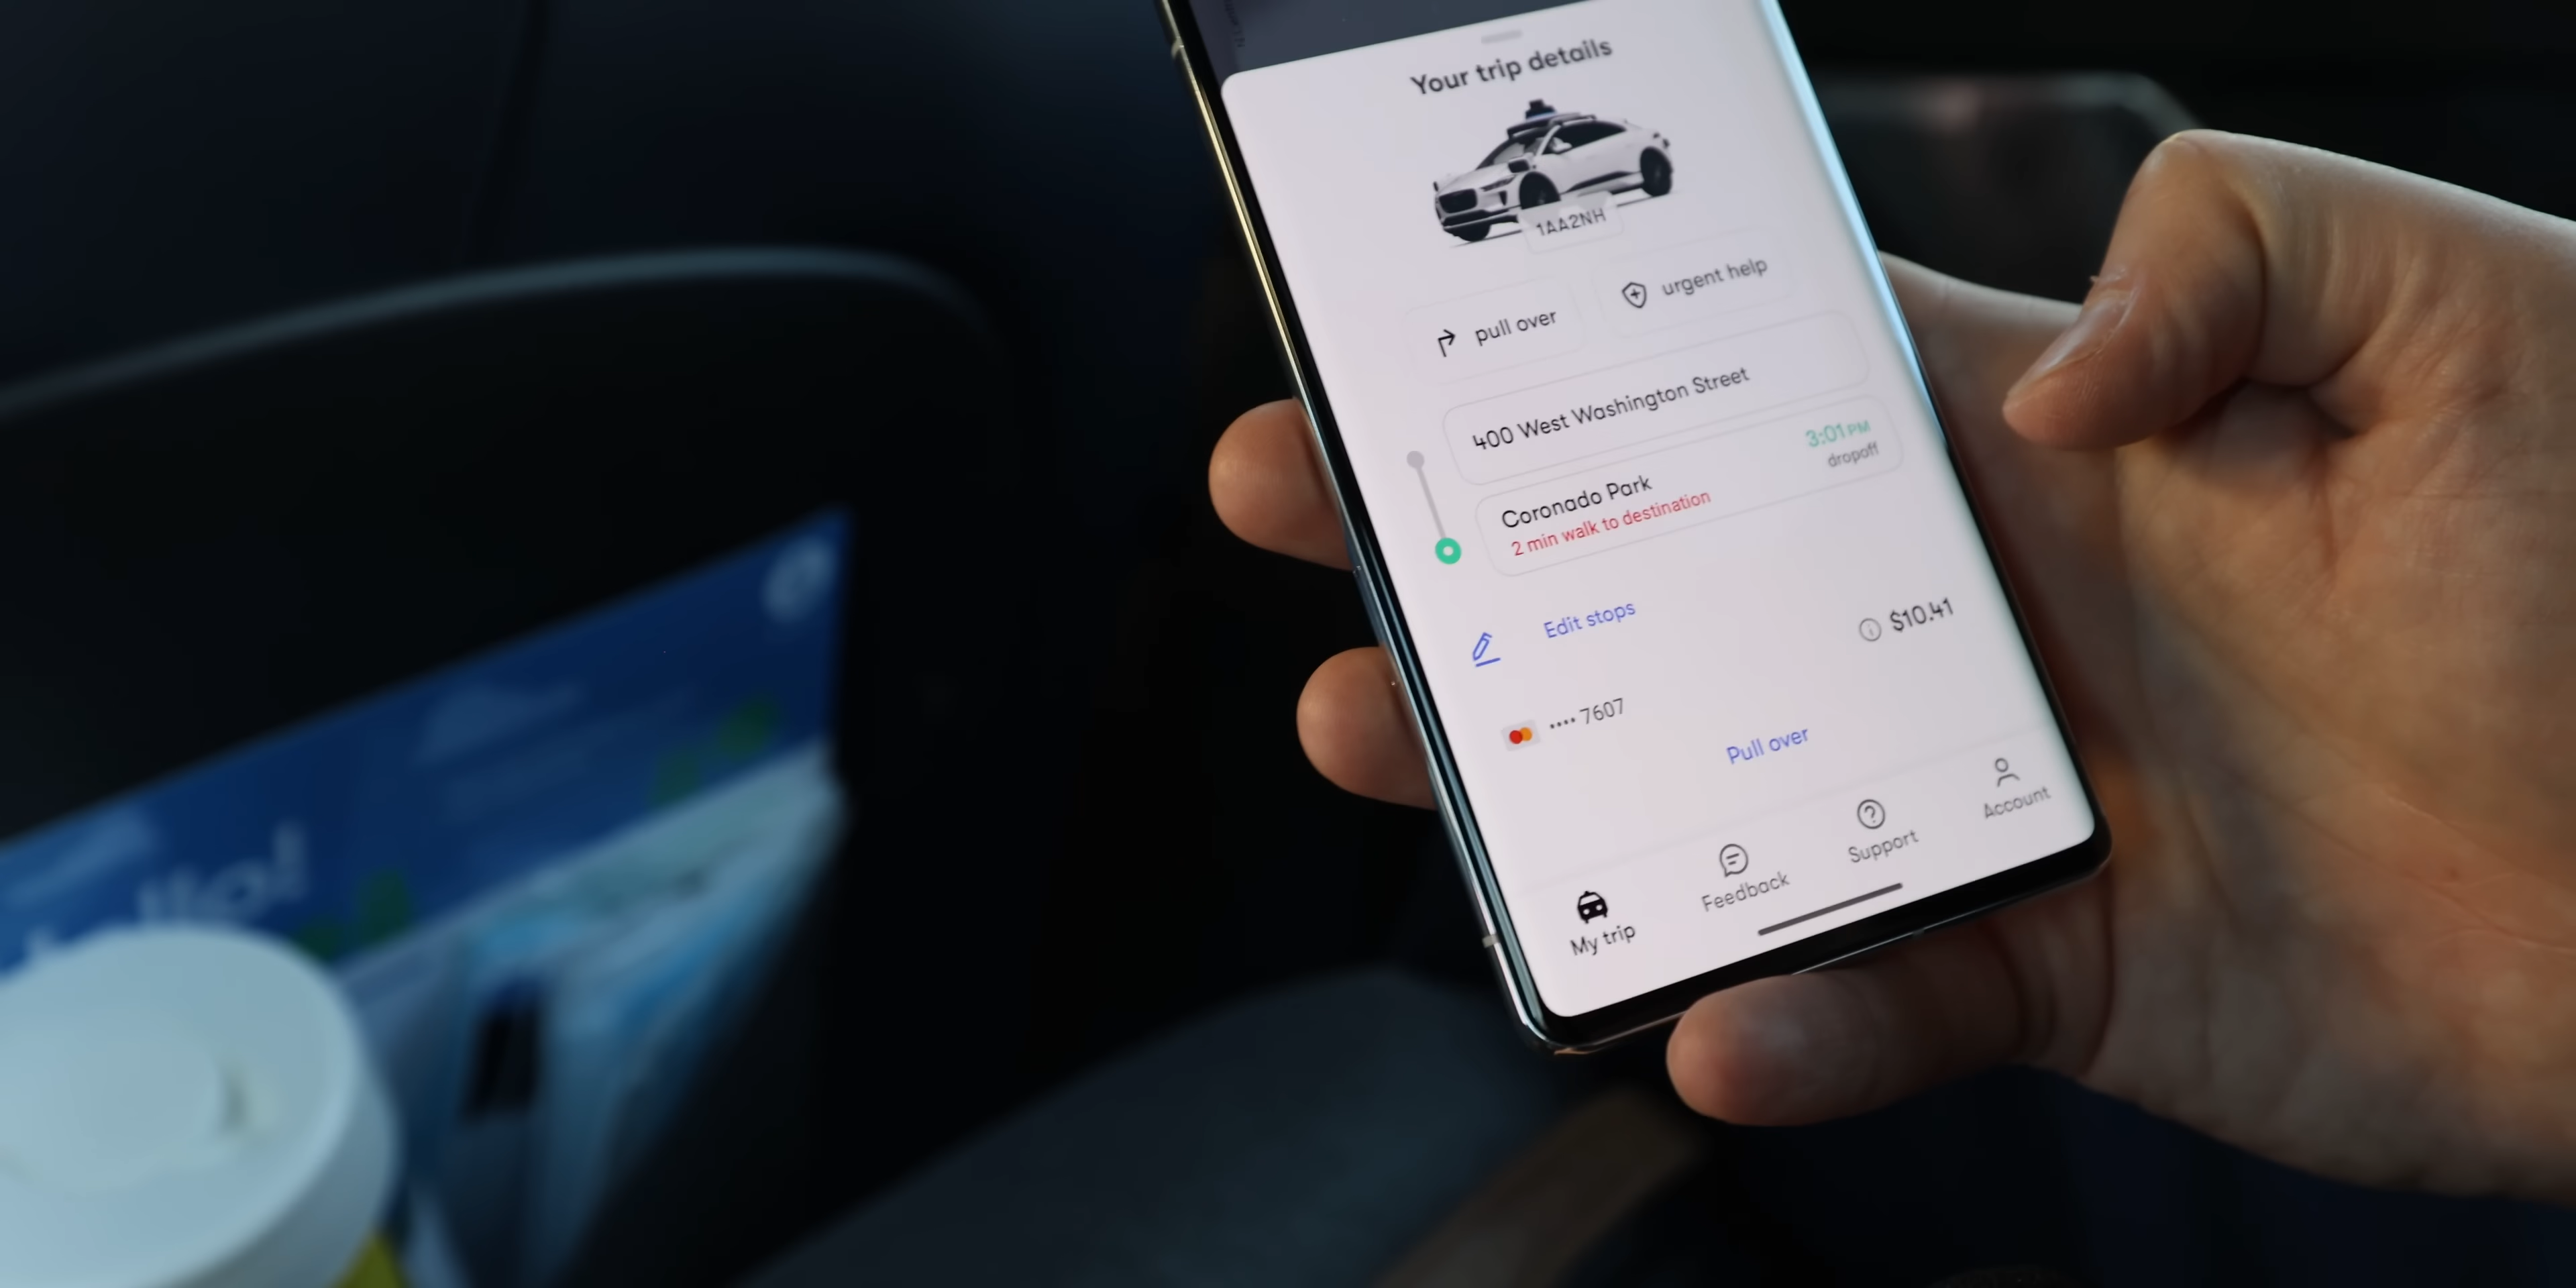 Your trip details
1AA2NH
pull over
urgent help
400 West Washington Street
Coronado Park
2 min walk to destination
3:01 PM
dropoff
Edit stops
$10.41
•••• 7607
Pull over
My trip
Feedback
Support
Account